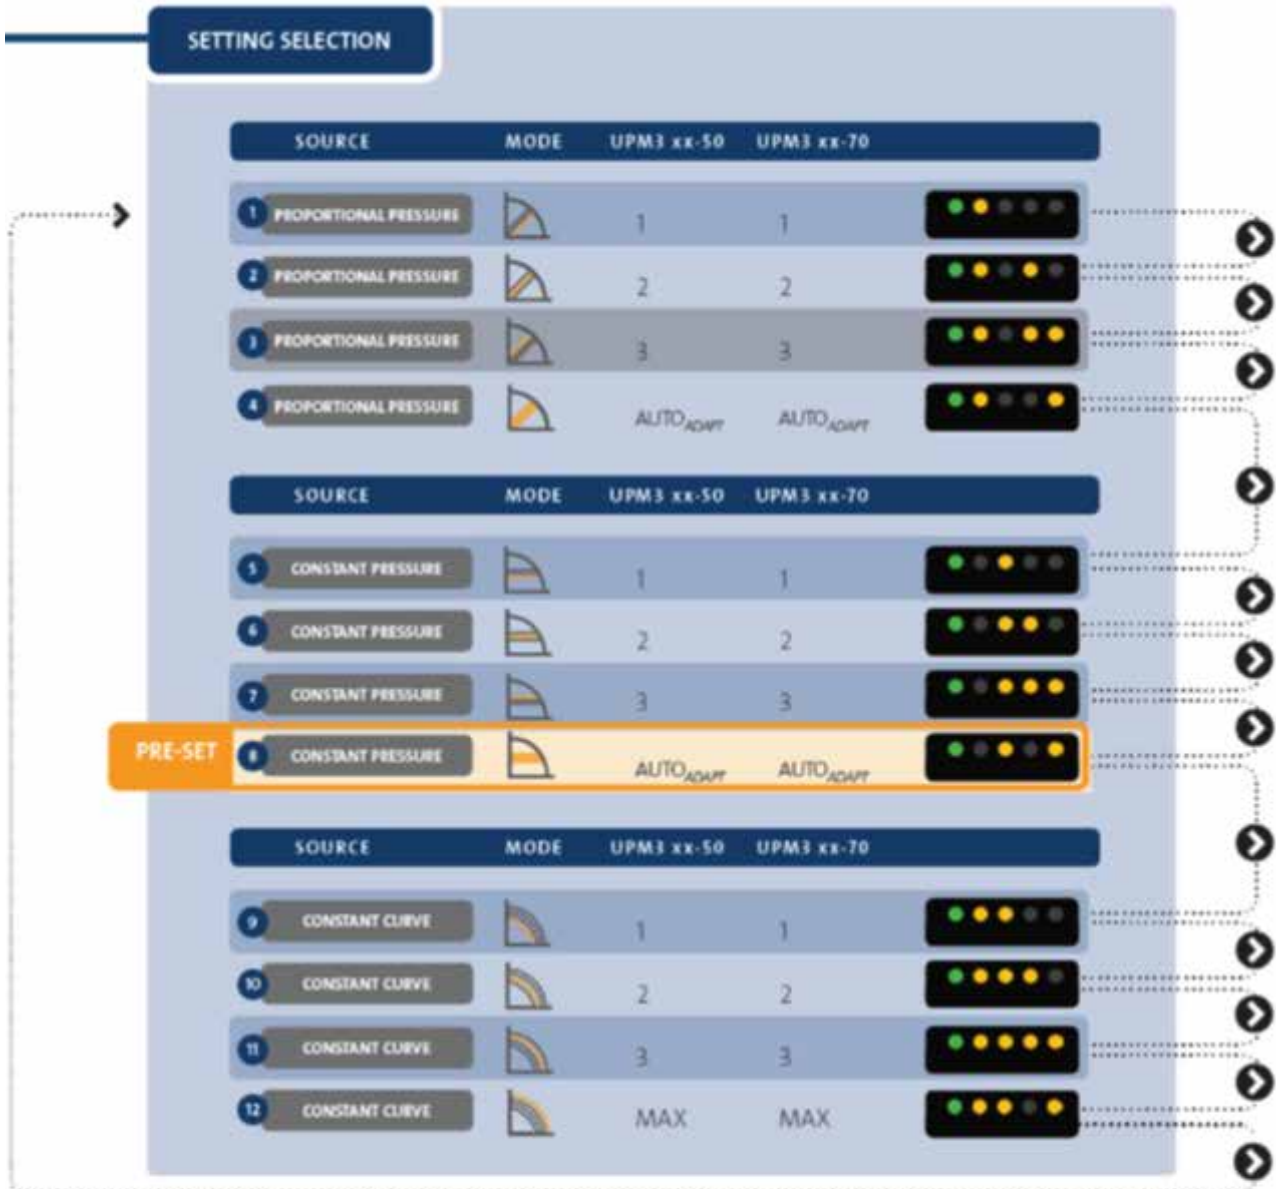 SETTING SELECTION
SOURCE MODE UPM3 xx-50 UPM3 xx-70
1 PROPORTIONAL PRESSURE 1 1
2 PROPORTIONAL PRESSURE 2 2
3 PROPORTIONAL PRESSURE 3 3
4 PROPORTIONAL PRESSURE AUTOADAPT AUTOADAPT
SOURCE MODE UPM3 xx-50 UPM3 xx-70
5 CONSTANT PRESSURE 1 1
6 CONSTANT PRESSURE 2 2
7 CONSTANT PRESSURE 3 3
PRE-SET 8 CONSTANT PRESSURE AUTOADAPT AUTOADAPT
SOURCE MODE UPM3 xx-50 UPM3 xx-70
9 CONSTANT CURVE 1 1
10 CONSTANT CURVE 2 2
11 CONSTANT CURVE 3 3
12 CONSTANT CURVE MAX MAX